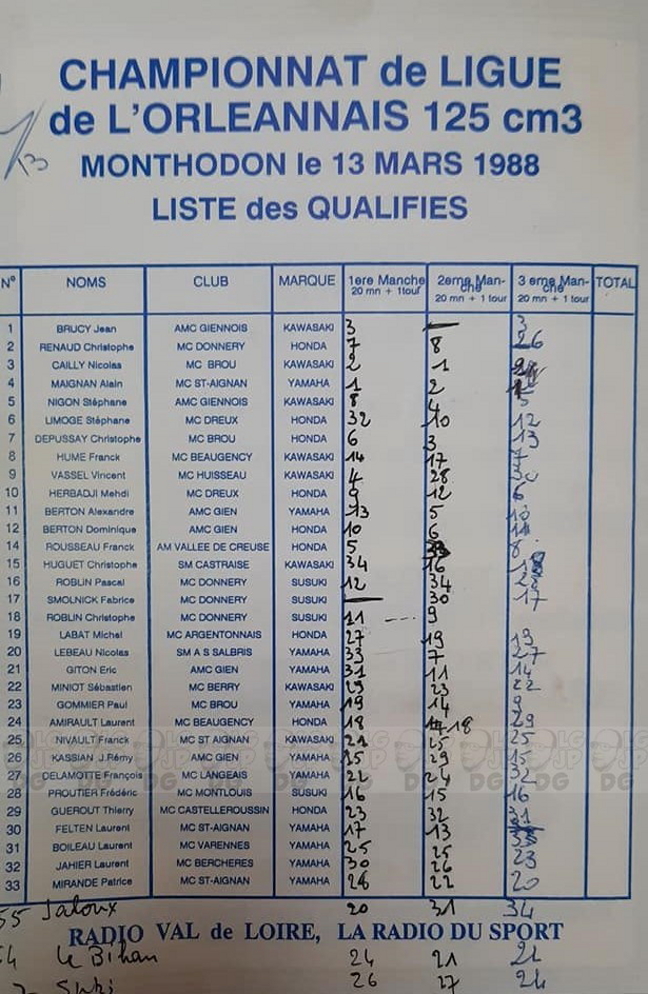 CHAMPIONNAT de LIGUE
de L'ORLEANNAIS 125 cm3
MONTHODON le 13 MARS 1988
LISTE des QUALIFIES
N° NOMS CLUB MARQUE 1ere Manche 20 mn + 1 tour 2eme Manche 20 mn + 1 tour 3 eme Manche 20 mn + 1 tour TOTAL
1 BRUCY Jean AMC GIENNOIS KAWASAKI 3 — 3
2 RENAUD Christophe MC DONNERY HONDA 7 8 26
3 CAILLY Nicolas MC BROU KAWASAKI 2 1
4 MAIGNAN Alain MC ST-AIGNAN YAMAHA 1 2
5 NIGON Stéphane AMC GIENNOIS KAWASAKI 8 4 5
6 LIMOGE Stéphane MC DREUX HONDA 32 10 12
7 DEPUSSAY Christophe MC BROU HONDA 6 3 13
8 HUME Franck MC BEAUGENCY KAWASAKI 14 17 7
9 VASSEL Vincent MC HUISSEAU KAWASAKI 4 28 30
10 HERBADJI Mehdi MC DREUX HONDA 9 12 6
11 BERTON Alexandre AMC GIEN YAMAHA 13 5 10
12 BERTON Dominique AMC GIEN HONDA 10 6 11
14 ROUSSEAU Franck AM VALLEE DE CREUSE HONDA 5 8
15 HUGUET Christophe SM CASTRAISE KAWASAKI 34 16
16 ROBLIN Pascal MC DONNERY SUSUKI 12 34 28
17 SMOLNICK Fabrice MC DONNERY SUSUKI — 30 17
18 ROBLIN Christophe MC DONNERY SUSUKI 11 9
19 LABAT Michel MC ARGENTONNAIS HONDA 27 19 19
20 LEBEAU Nicolas SM A S SALBRIS YAMAHA 33 7 27
21 GITON Eric AMC GIEN YAMAHA 31 11 14
22 MINIOT Sébastien MC BERRY KAWASAKI 29 23 22
23 GOMMIER Paul MC BROU YAMAHA 19 14 9
24 AMIRAULT Laurent MC BEAUGENCY HONDA 18 18 29
25 NIVAULT Franck MC ST AIGNAN KAWASAKI 21 25 25
26 KASSIAN J.Rémy AMC GIEN YAMAHA 15 29 15
27 DELAMOTTE François MC LANGEAIS YAMAHA 22 24 32
28 PROUTIER Frédéric MC MONTLOUIS SUSUKI 16 15 16
29 GUEROUT Thierry MC CASTELLEROUSSIN HONDA 23 32 31
30 FELTEN Laurent MC ST-AIGNAN YAMAHA 17 13
31 BOILEAU Laurent MC VARENNES YAMAHA 25 25 33
32 JAHIER Laurent MC BERCHERES YAMAHA 30 26 23
33 MIRANDE Patrice MC ST-AIGNAN YAMAHA 28 22 20
55 Jaloux 20 31 34
RADIO VAL de LOIRE, LA RADIO DU SPORT
54 Le Bihan 24 21 21
26 27 24